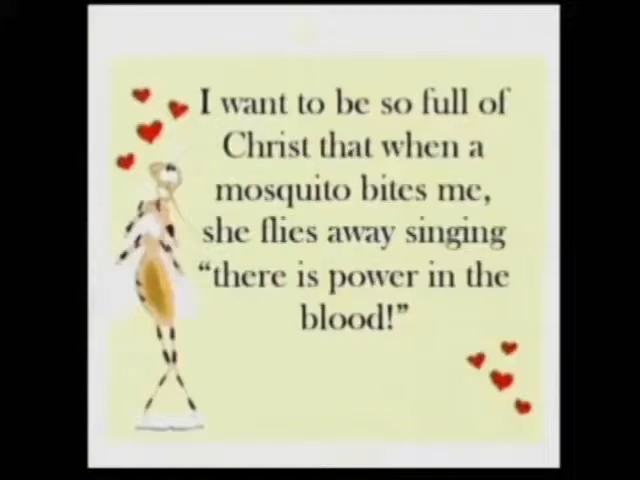 I want to be so full of
Christ that when a
mosquito bites me,
she flies away singing
“there is power in the
blood!”